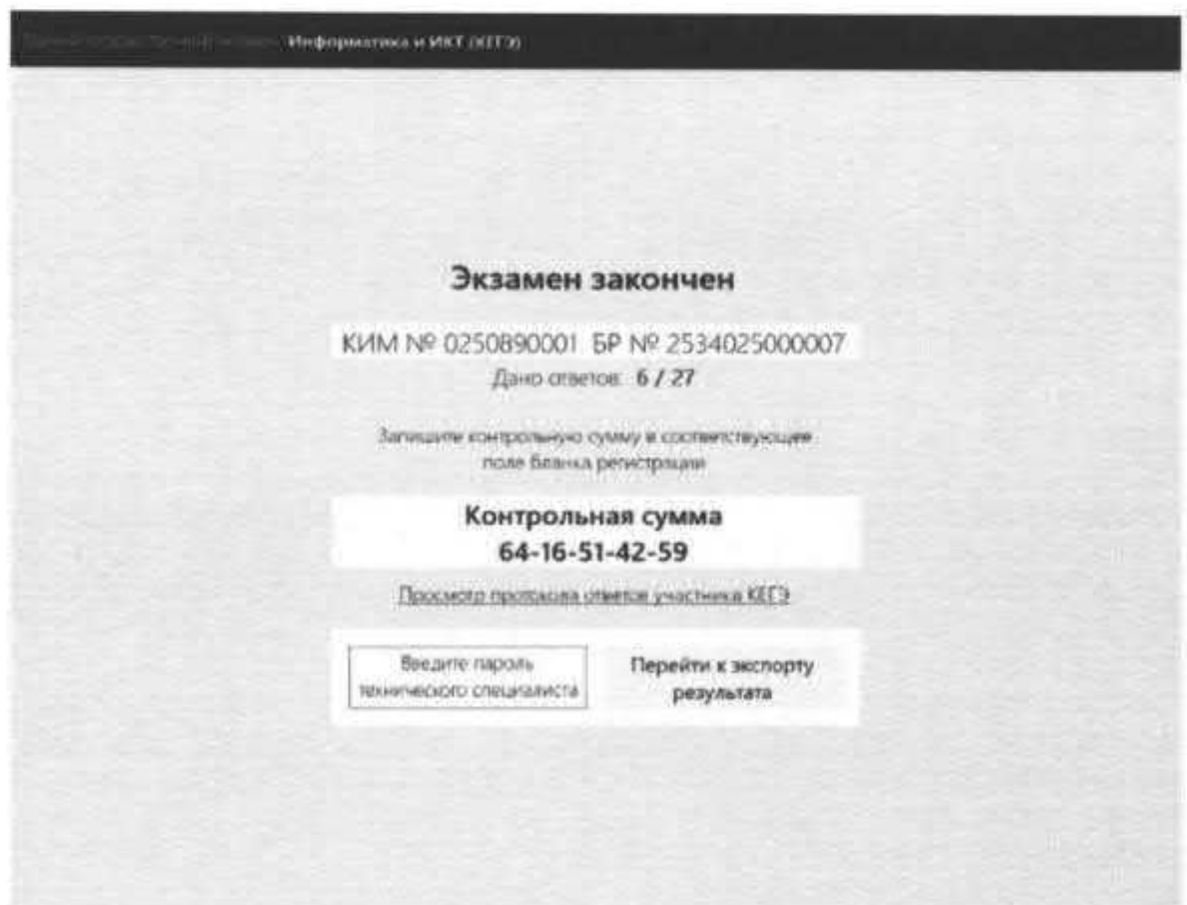 Информатика и ИКТ (КЕГЭ)
Экзамен закончен
КИМ № 0250890001 БР № 2534025000007
Дано ответов: 6 / 27
Запишите контрольную сумму в соответствующее
поле бланка регистрации
Контрольная сумма
64-16-51-42-59
Просмотр протокола ответов участника КЕГЭ
Введите пароль
технического специалиста
Перейти к экспорту
результата